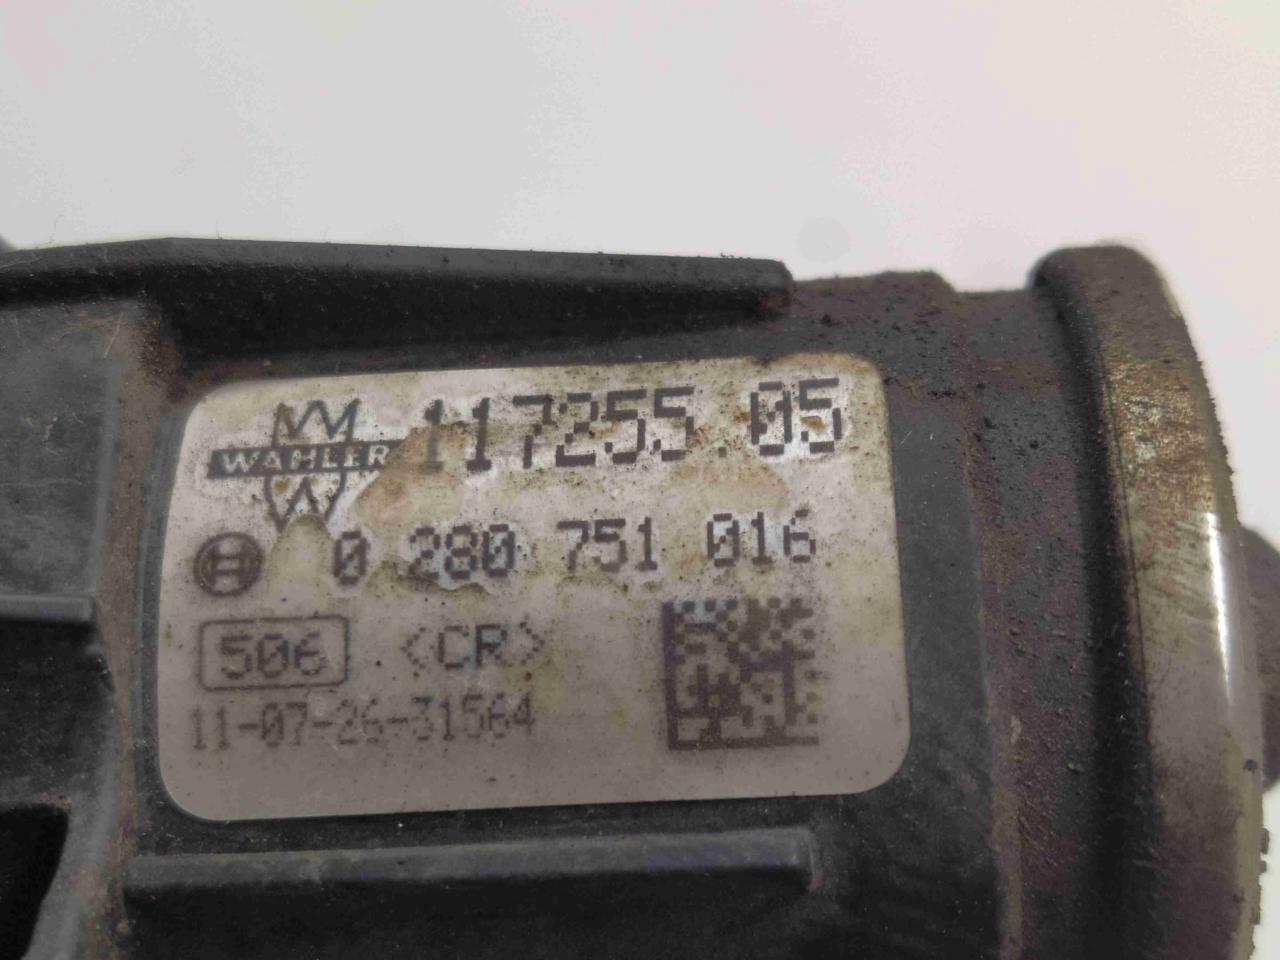 WAHLER 117255.05
0 280 751 016
506 <CR>
11-07-26-31564